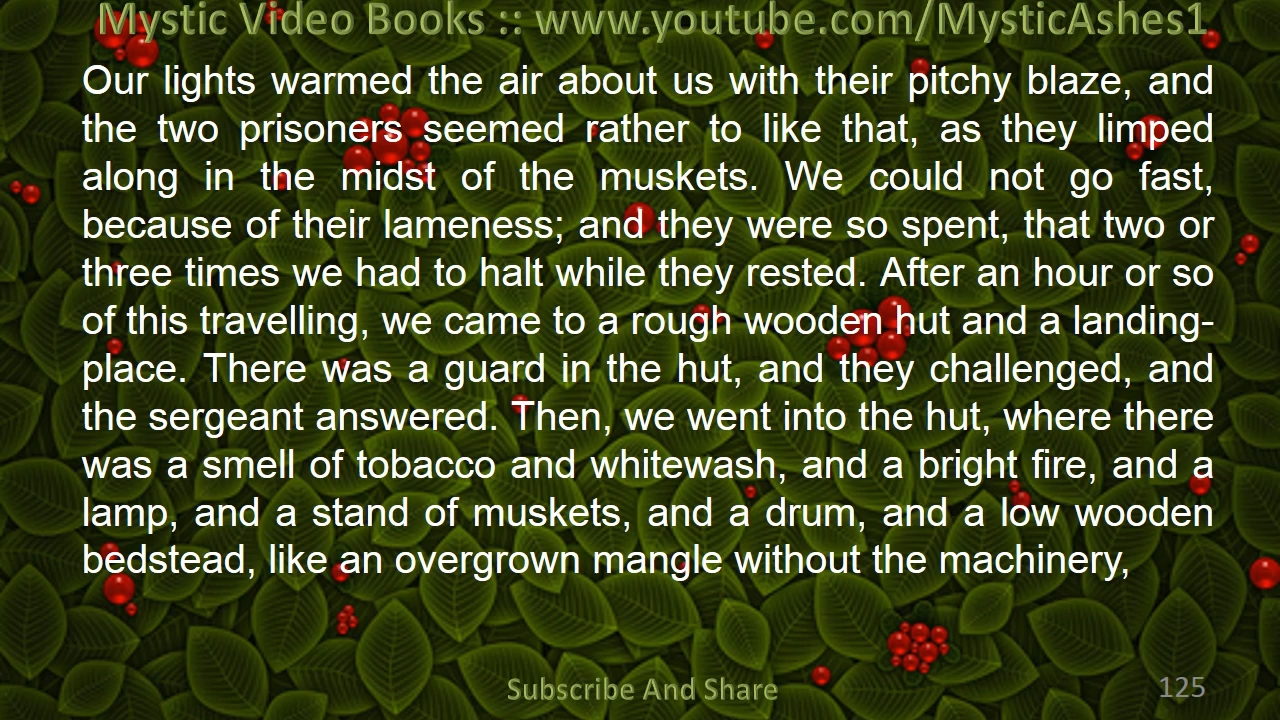 Mystic Video Books :: www.youtube.com/MysticAshes1
Our lights warmed the air about us with their pitchy blaze, and
the two prisoners seemed rather to like that, as they limped
along in the midst of the muskets. We could not go fast,
because of their lameness; and they were so spent, that two or
three times we had to halt while they rested. After an hour or so
of this travelling, we came to a rough wooden hut and a landing-
place. There was a guard in the hut, and they challenged, and
the sergeant answered. Then, we went into the hut, where there
was a smell of tobacco and whitewash, and a bright fire, and a
lamp, and a stand of muskets, and a drum, and a low wooden
bedstead, like an overgrown mangle without the machinery,
Subscribe And Share
125